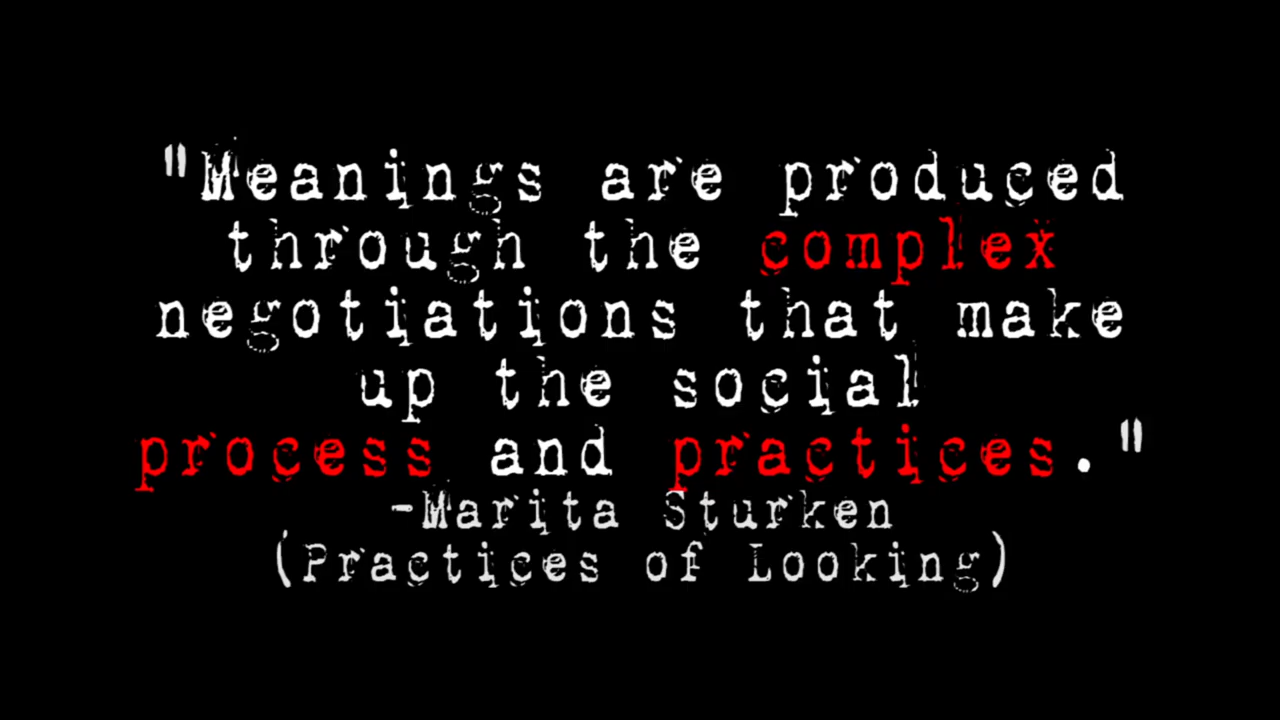 "Meanings are produced
through the complex
negotiations that make
up the social
process and practices."
-Marita Sturken
(Practices of Looking)